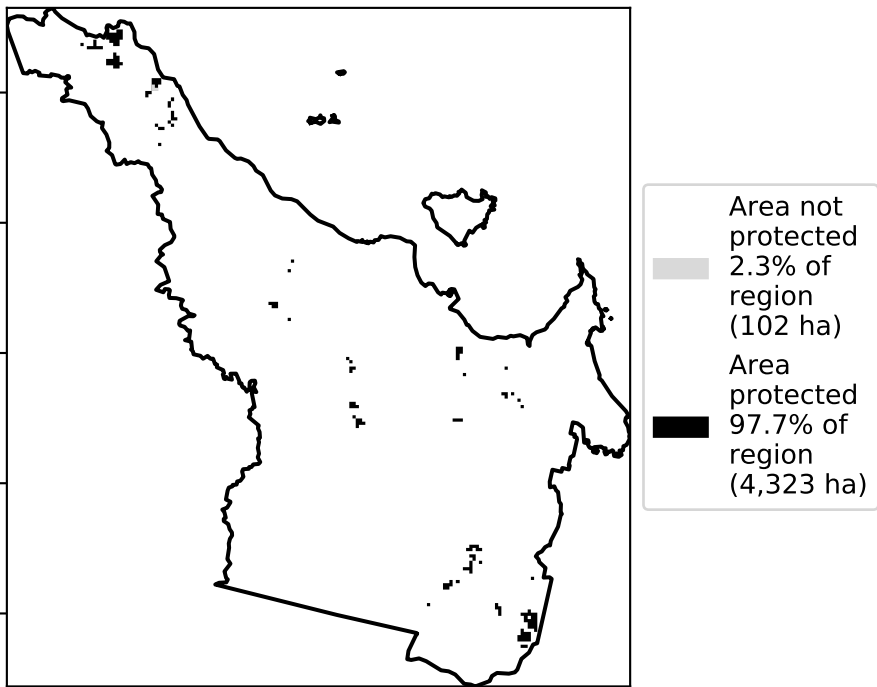 Area not
protected
2.3% of
region
(102 ha)
Area
protected
97.7% of
region
(4,323 ha)